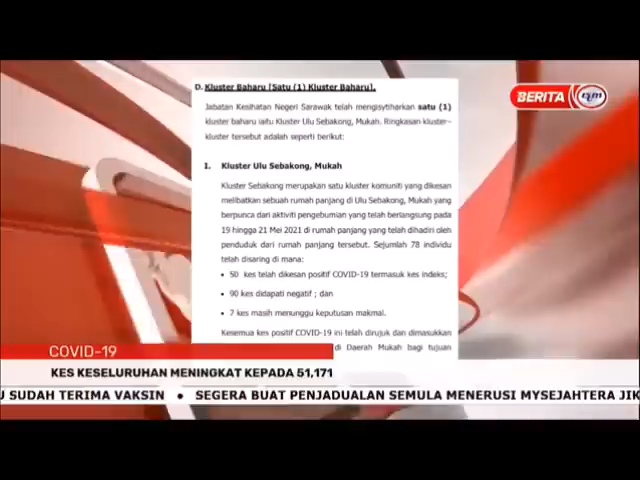 D. Kluster Baharu [Satu (1) Kluster Baharu].
BERITA rtm
Jabatan Kesihatan Negeri Sarawak telah mengisytiharkan satu (1)
kluster baharu iaitu Kluster Ulu Sebakong, Mukah. Ringkasan kluster-
kluster tersebut adalah seperti berikut:
I. Kluster Ulu Sebakong, Mukah
Kluster Sebakong merupakan satu kluster komuniti yang dikesan
melibatkan sebuah rumah panjang di Ulu Sebakong, Mukah yang
berpunca dari aktiviti pengebumian yang telah berlangsung pada
19 hingga 21 Mei 2021 di rumah panjang yang telah dihadiri oleh
penduduk dari rumah panjang tersebut. Sejumlah 78 individu
telah disaring di mana:
• 50 kes telah dikesan positif COVID-19 termasuk kes indeks;
• 90 kes didapati negatif ; dan
• 7 kes masih menunggu keputusan makmal.
Kesemua kes positif COVID-19 ini telah dirujuk dan dimasukkan
di Daerah Mukah bagi tujuan
COVID-19
KES KESELURUHAN MENINGKAT KEPADA 51,171
U SUDAH TERIMA VAKSIN • SEGERA BUAT PENJADUALAN SEMULA MENERUSI MYSEJAHTERA JIK